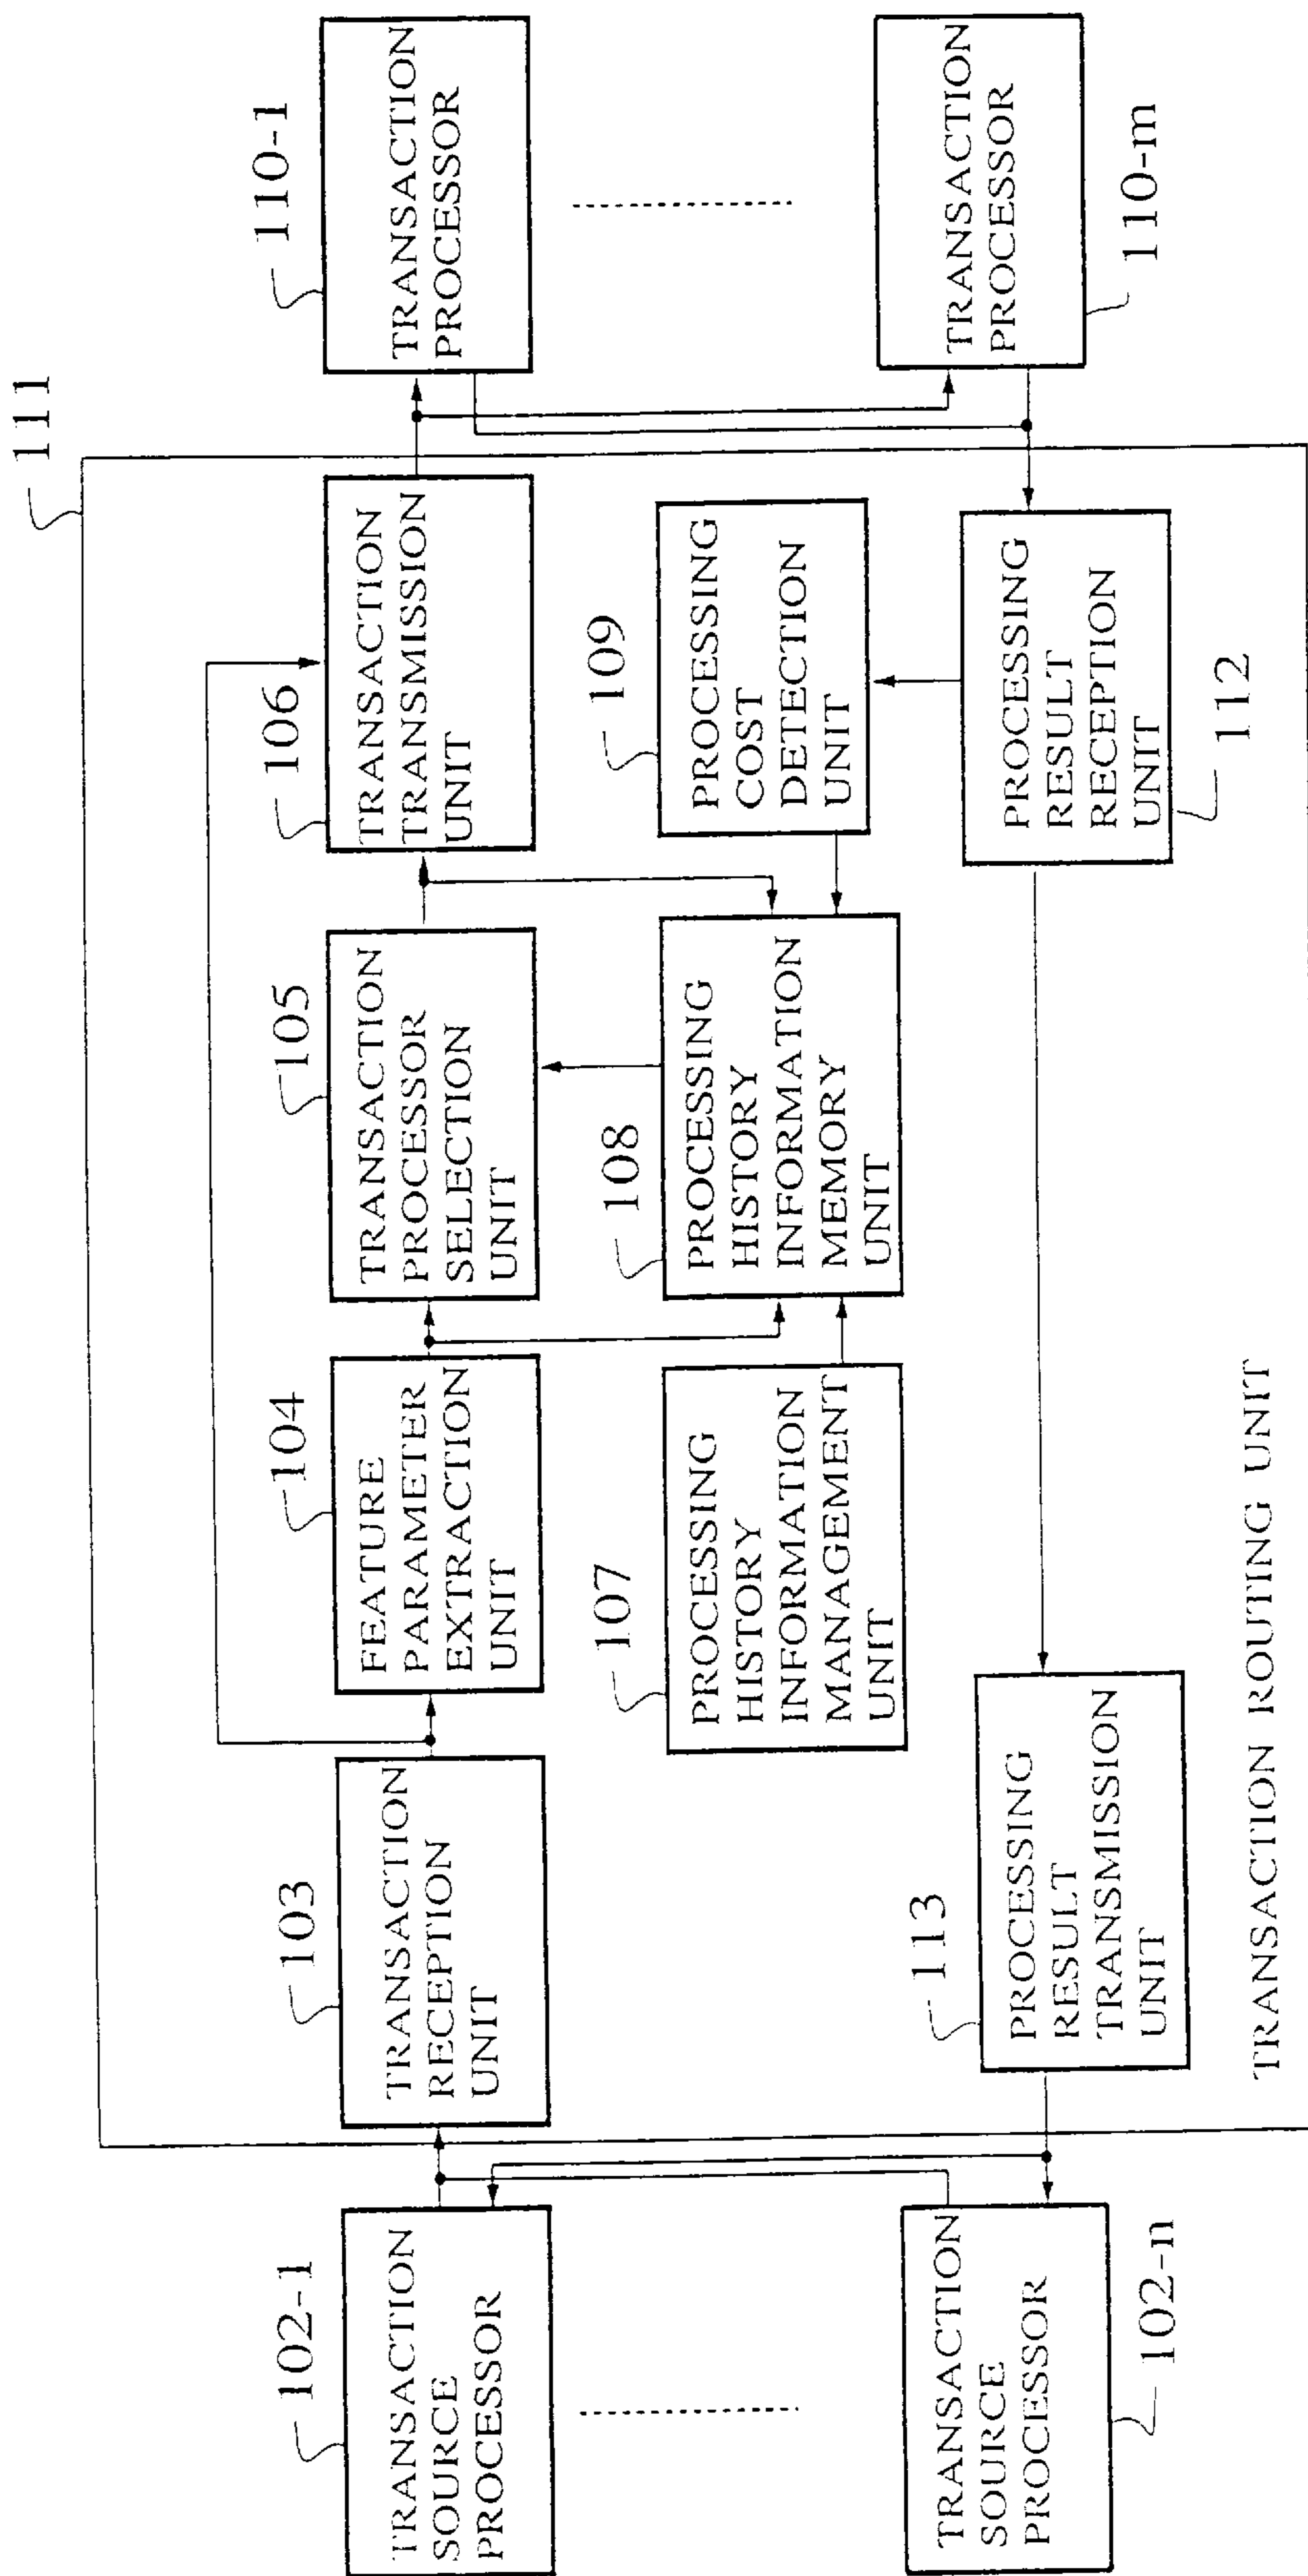 111
102-1
TRANSACTION
SOURCE
PROCESSOR
102-n
TRANSACTION
SOURCE
PROCESSOR
103
TRANSACTION
RECEPTION
UNIT
104
FEATURE
PARAMETER
EXTRACTION
UNIT
105
TRANSACTION
PROCESSOR
SELECTION
UNIT
106
TRANSACTION
TRANSMISSION
UNIT
107
PROCESSING
HISTORY
INFORMATION
MANAGEMENT
UNIT
108
PROCESSING
HISTORY
INFORMATION
MEMORY
UNIT
109
PROCESSING
COST
DETECTION
UNIT
113
PROCESSING
RESULT
TRANSMISSION
UNIT
PROCESSING
RESULT
RECEPTION
UNIT
112
110-1
TRANSACTION
PROCESSOR
TRANSACTION
PROCESSOR
110-m
TRANSACTION ROUTING UNIT